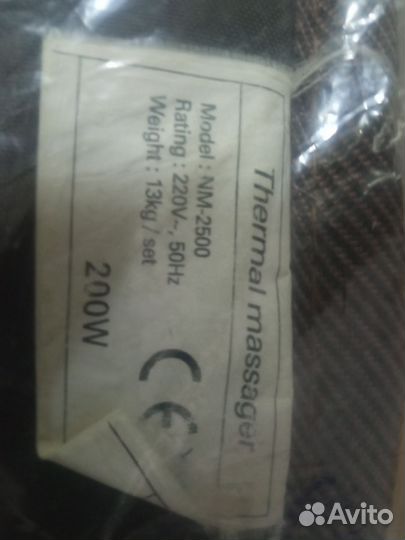 Thermal massager
Model : NM-2500
Rating : 220V~, 50Hz
Weight : 13kg / set
200W
CE
Avito